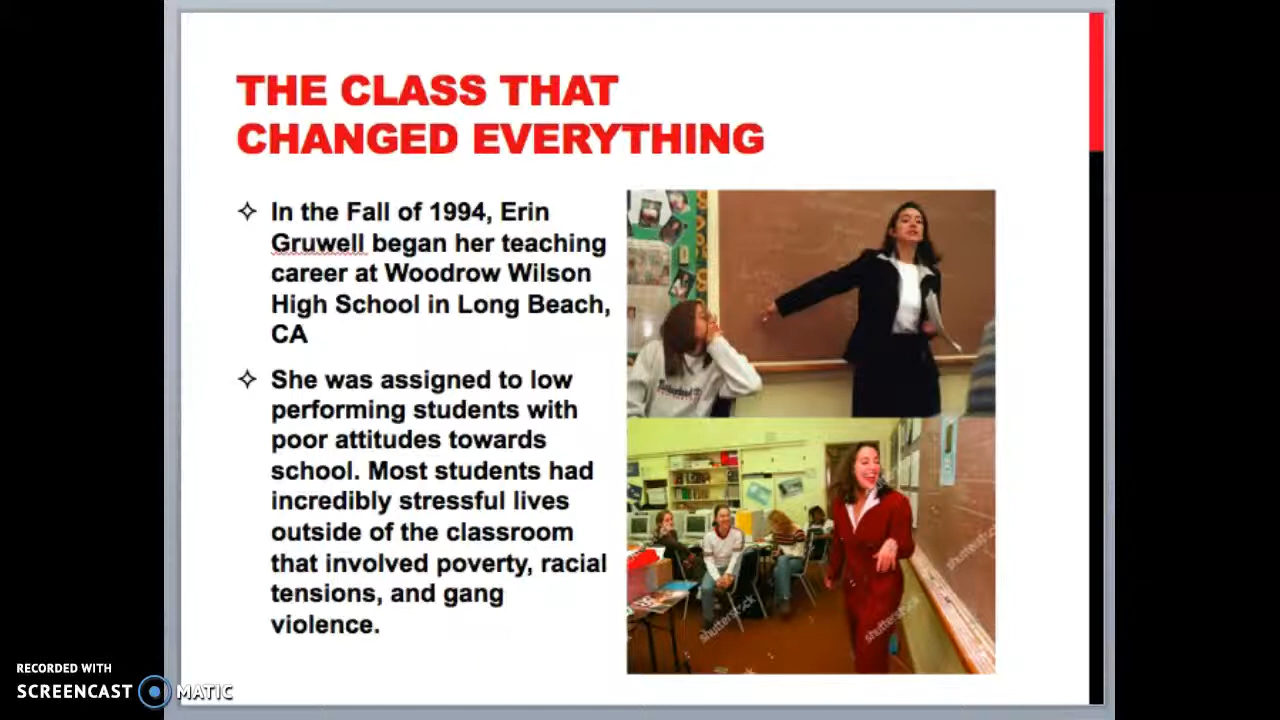 THE CLASS THAT
CHANGED EVERYTHING
In the Fall of 1994, Erin
Gruwell began her teaching
career at Woodrow Wilson
High School in Long Beach,
CA
She was assigned to low
performing students with
poor attitudes towards
school. Most students had
incredibly stressful lives
outside of the classroom
that involved poverty, racial
tensions, and gang
violence.
shutterstock
shutterstock
shutterstock
RECORDED WITH
SCREENCAST MATIC